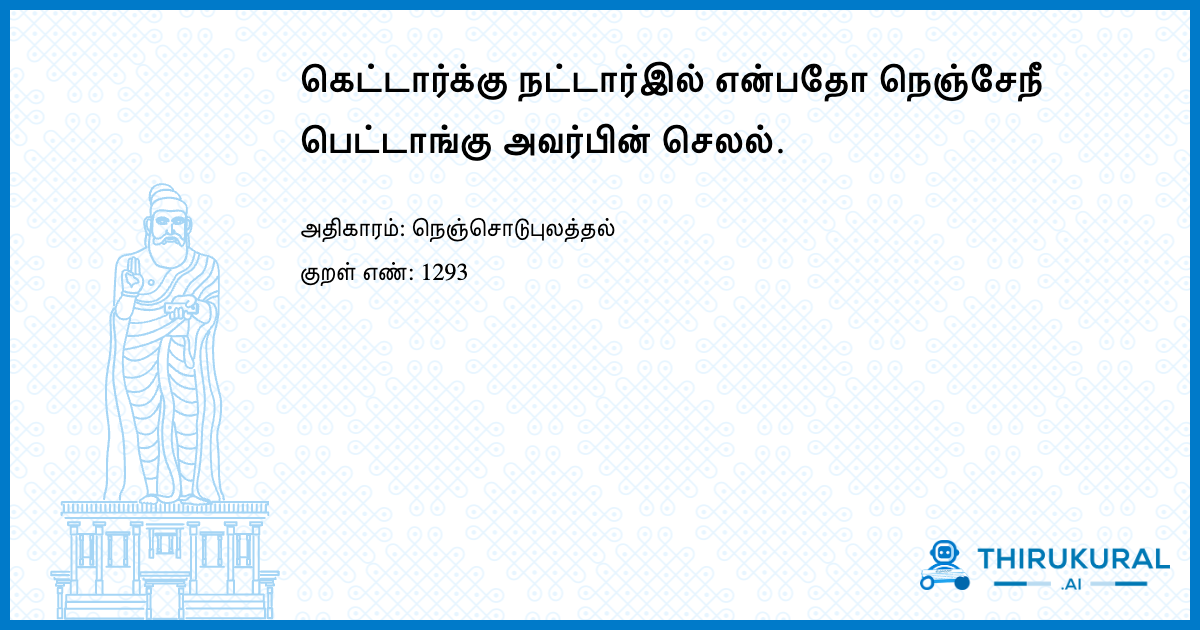 கெட்டார்க்கு நட்டார்இல் என்பதோ நெஞ்சேநீ
பெட்டாங்கு அவர்பின் செலல்.
அதிகாரம்: நெஞ்சொடுபுலத்தல்
குறள் எண்: 1293
THIRUKURAL
.AI